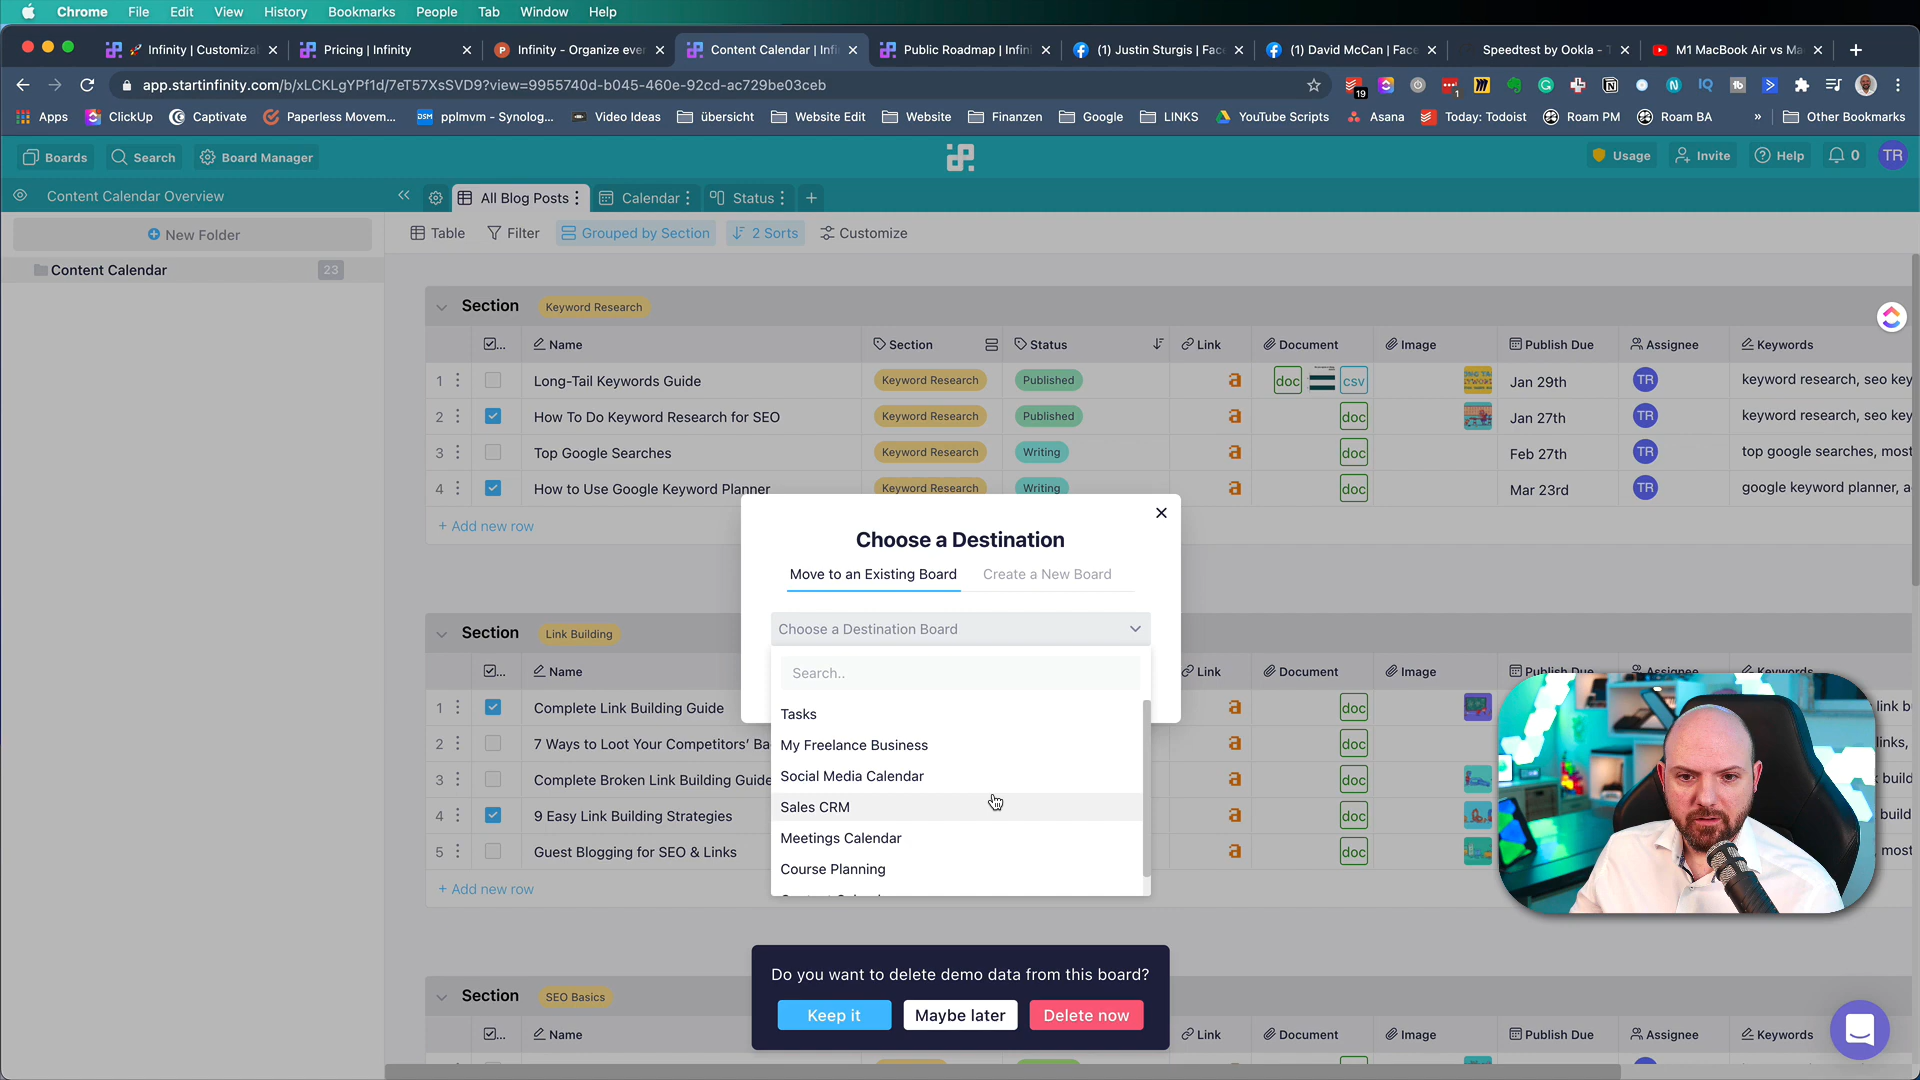 Chrome File Edit View History Bookmarks People Tab Window Help
Infinity | Customiza
Pricing | Infinity
Infinity - Organize eve
Content Calendar | Infi
Public Roadmap | Infini
(1) Justin Sturgis | Fac
(1) David McCan | Face
Speedtest by Ookla - T
M1 MacBook Air vs Ma
app.startinfinity.com/b/xLCKLgYPf1d/7eT57XsSVD9?view=9955740d-b045-460e-92cd-ac729be03ceb
19
1
Apps ClickUp Captivate Paperless Movem... DSM pplmvm - Synolog... Video Ideas übersicht Website Edit Website Finanzen Google LINKS YouTube Scripts Asana Today: Todoist Roam PM Roam BA » Other Bookmarks
Boards Search Board Manager Usage Invite Help 0 TR
Content Calendar Overview
All Blog Posts Calendar Status
New Folder
Table Filter Grouped by Section 2 Sorts Customize
Content Calendar 23
Section Keyword Research
Name Section Status Link Document Image Publish Due Assignee Keywords
1 Long-Tail Keywords Guide Keyword Research Published a doc csv Jan 29th TR keyword research, seo key
2 How To Do Keyword Research for SEO Keyword Research Published a doc Jan 27th TR keyword research, seo key
3 Top Google Searches Keyword Research Writing a doc Feb 27th TR top google searches, most
4 How to Use Google Keyword Planner Keyword Research Writing a doc Mar 23rd TR google keyword planner, a
+ Add new row
Choose a Destination
Move to an Existing Board Create a New Board
Choose a Destination Board
Search..
Tasks
My Freelance Business
Social Media Calendar
Sales CRM
Meetings Calendar
Course Planning
Section Link Building
Name Link Document Image Publish Due Assignee Keywords
1 Complete Link Building Guide a doc link b
2 7 Ways to Loot Your Competitors' Ba a doc links,
3 Complete Broken Link Building Guide a doc build
4 9 Easy Link Building Strategies a doc build
5 Guest Blogging for SEO & Links a doc most
+ Add new row
Do you want to delete demo data from this board?
Keep it Maybe later Delete now
Section SEO Basics
Name Link Document Image Publish Due Assignee Keywords